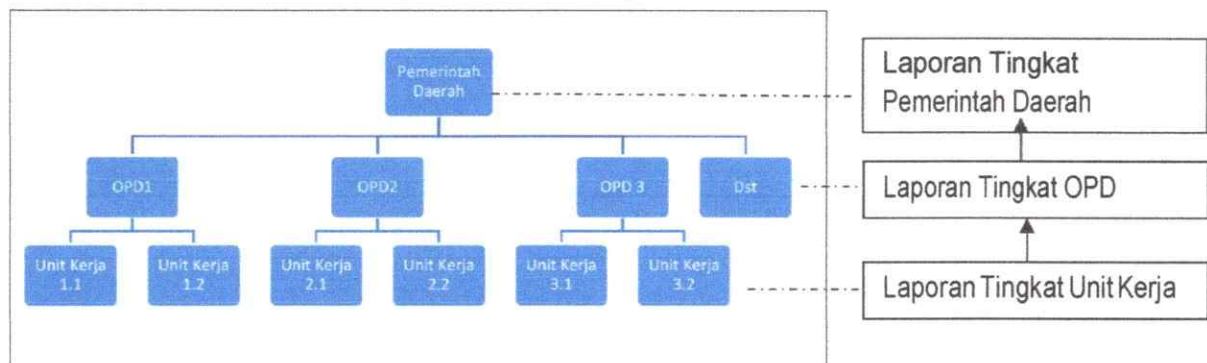 Pemerintah
Daerah
Laporan Tingkat
Pemerintah Daerah
OPD1
OPD2
OPD 3
Dst
Laporan Tingkat OPD
Unit Kerja
1.1
Unit Kerja
1.2
Unit Kerja
2.1
Unit Kerja
2.2
Unit Kerja
3.1
Unit Kerja
3.2
Laporan Tingkat Unit Kerja